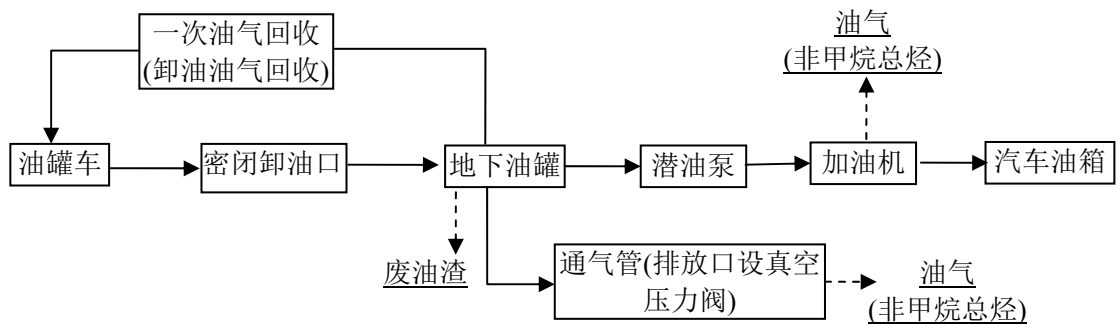 一次油气回收
(卸油油气回收)
油气
(非甲烷总烃)
油罐车
密闭卸油口
地下油罐
潜油泵
加油机
汽车油箱
废油渣
通气管(排放口设真空
压力阀)
油气
(非甲烷总烃)